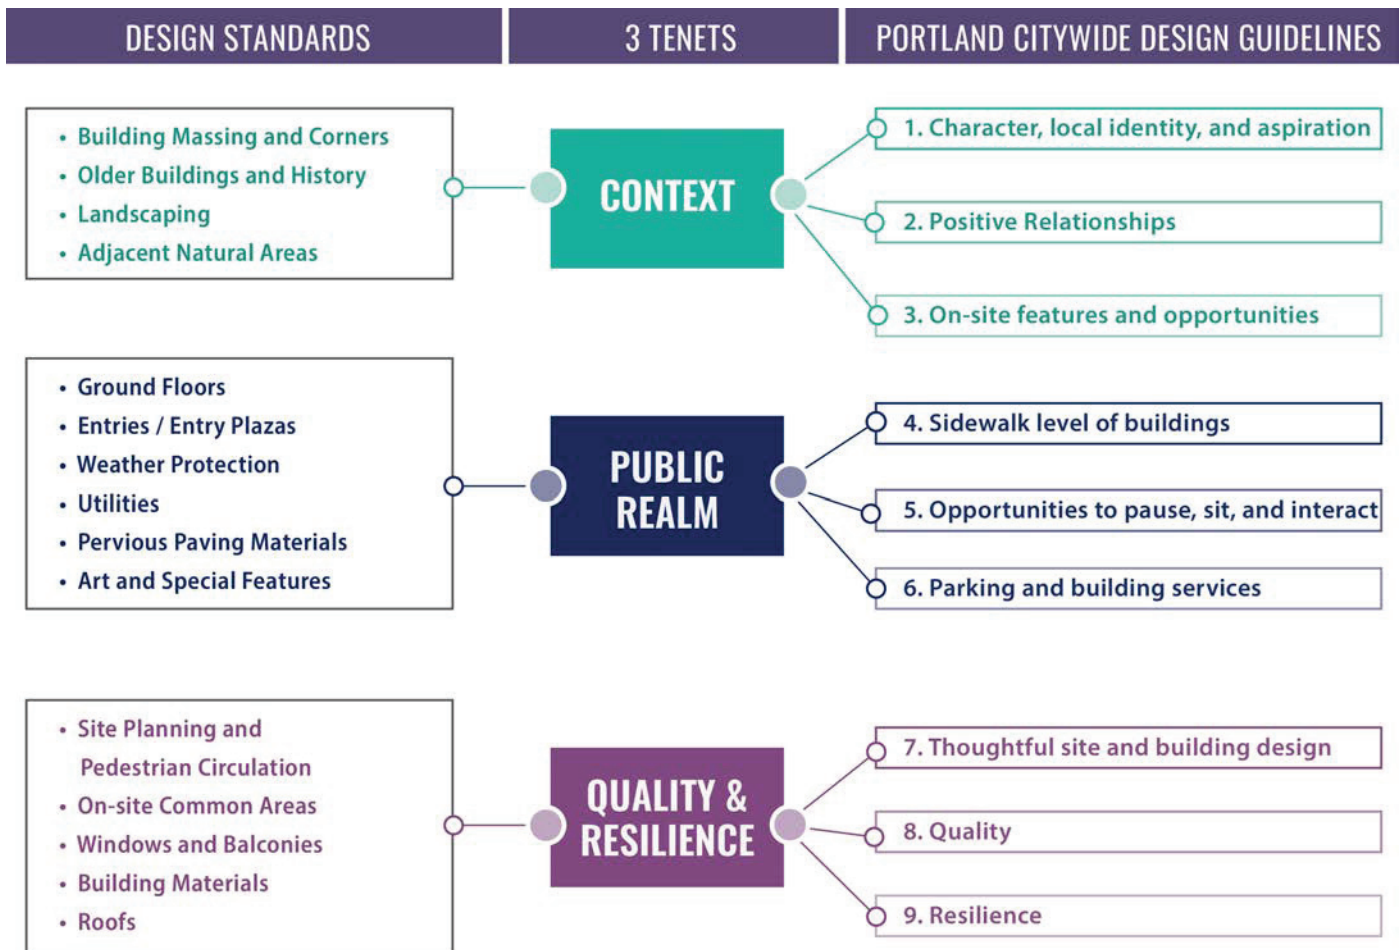 DESIGN STANDARDS
3 TENETS
PORTLAND CITYWIDE DESIGN GUIDELINES
• Building Massing and Corners
• Older Buildings and History
• Landscaping
• Adjacent Natural Areas
CONTEXT
1. Character, local identity, and aspiration
2. Positive Relationships
3. On-site features and opportunities
• Ground Floors
• Entries / Entry Plazas
• Weather Protection
• Utilities
• Pervious Paving Materials
• Art and Special Features
PUBLIC
REALM
4. Sidewalk level of buildings
5. Opportunities to pause, sit, and interact
6. Parking and building services
• Site Planning and
Pedestrian Circulation
• On-site Common Areas
• Windows and Balconies
• Building Materials
• Roofs
QUALITY &
RESILIENCE
7. Thoughtful site and building design
8. Quality
9. Resilience